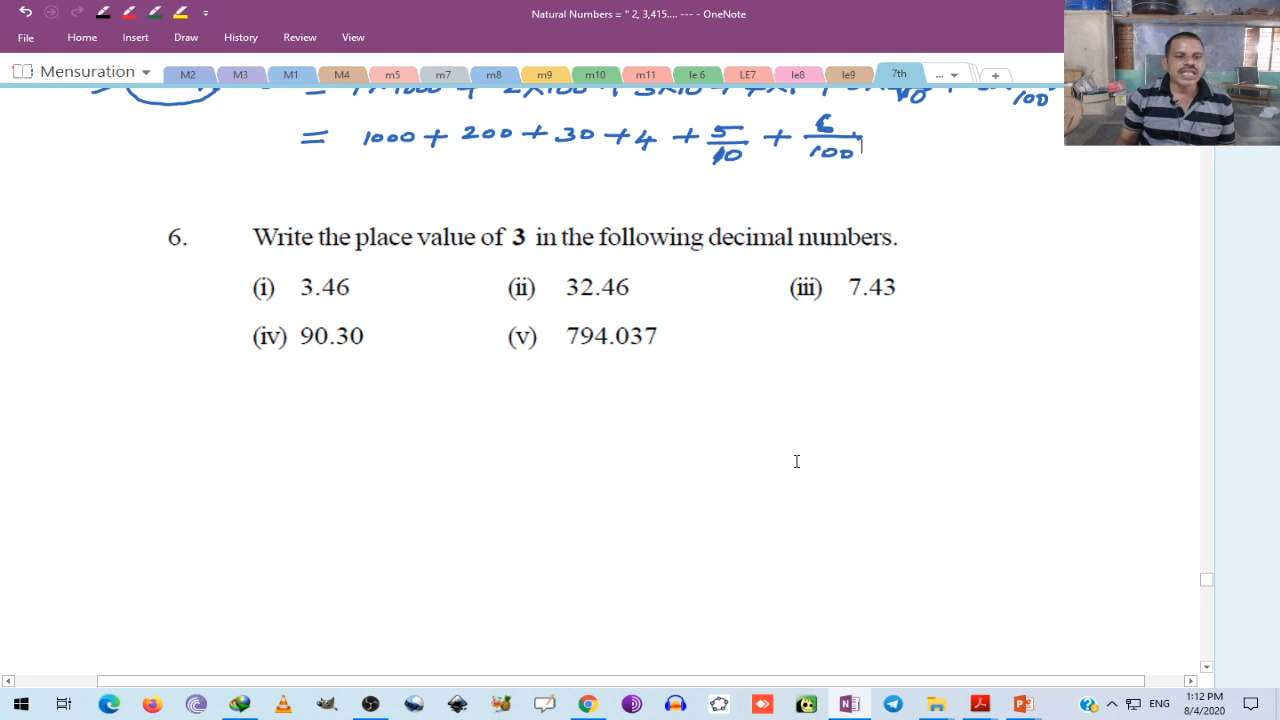 Natural Numbers = " 2, 3,415.... --- - OneNote
File Home Insert Draw History Review View
Mensuration M2 M3 M1 M4 m5 m7 m8 m9 m10 m11 le 6 LE7 le8 le9 7th ... +
= 1000 + 200 + 30 + 4 + 5/10 + 6/100
6. Write the place value of 3 in the following decimal numbers.
(i) 3.46 (ii) 32.46 (iii) 7.43
(iv) 90.30 (v) 794.037
ENG 1:12 PM
8/4/2020